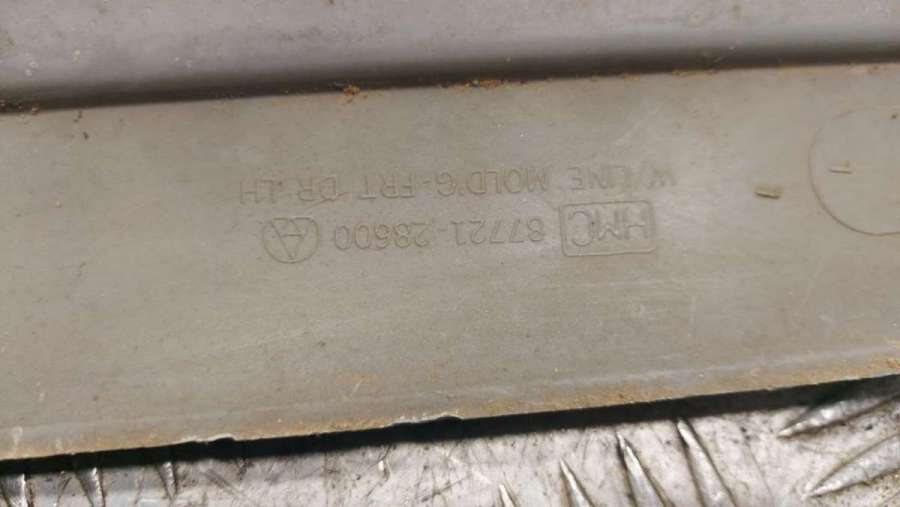 HMC 87721-28600
W/LINE MOLD'G-FRT DR LH